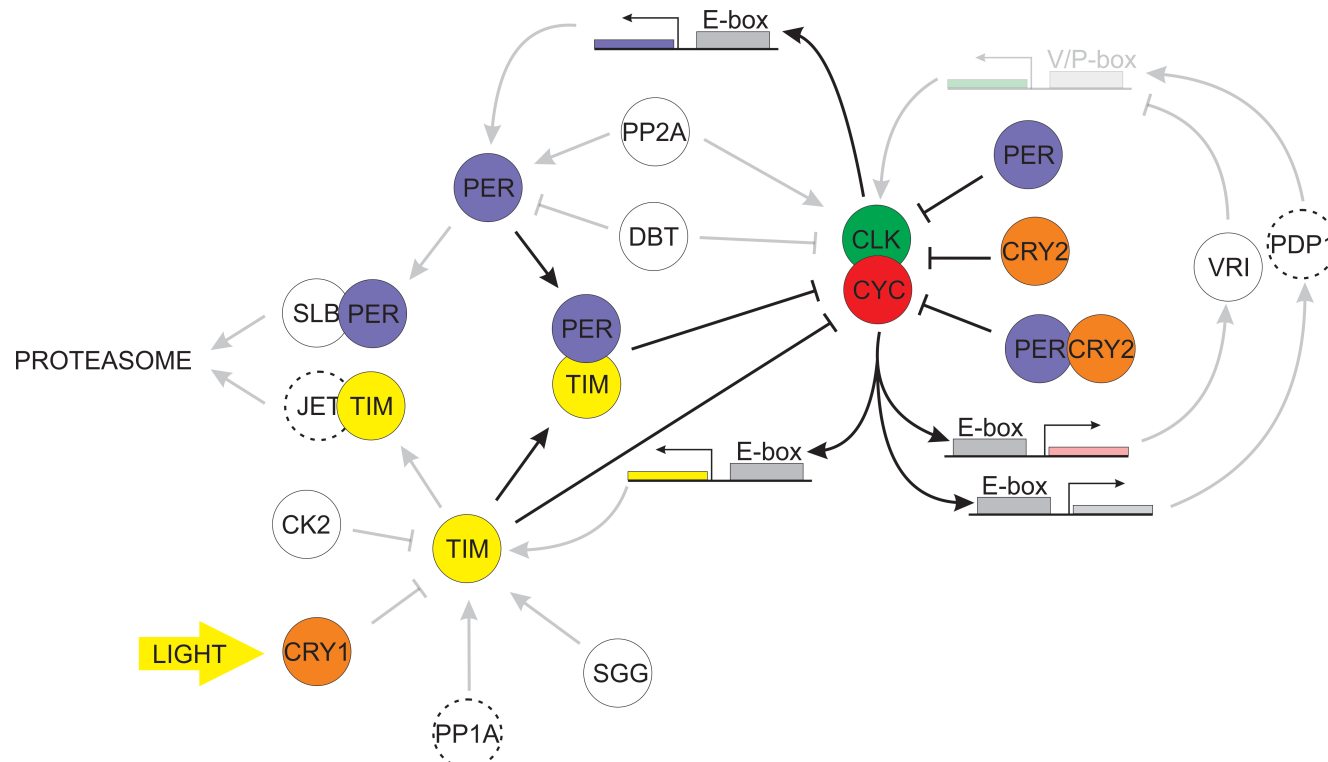 E-box
V/P-box
PP2A
PER
PER
DBT
CLK
CRY2
PDP1
VRI
CYC
SLB
PER
PER
PER
CRY2
PROTEASOME
TIM
JET
TIM
E-box
E-box
E-box
CK2
TIM
LIGHT
CRY1
SGG
PP1A